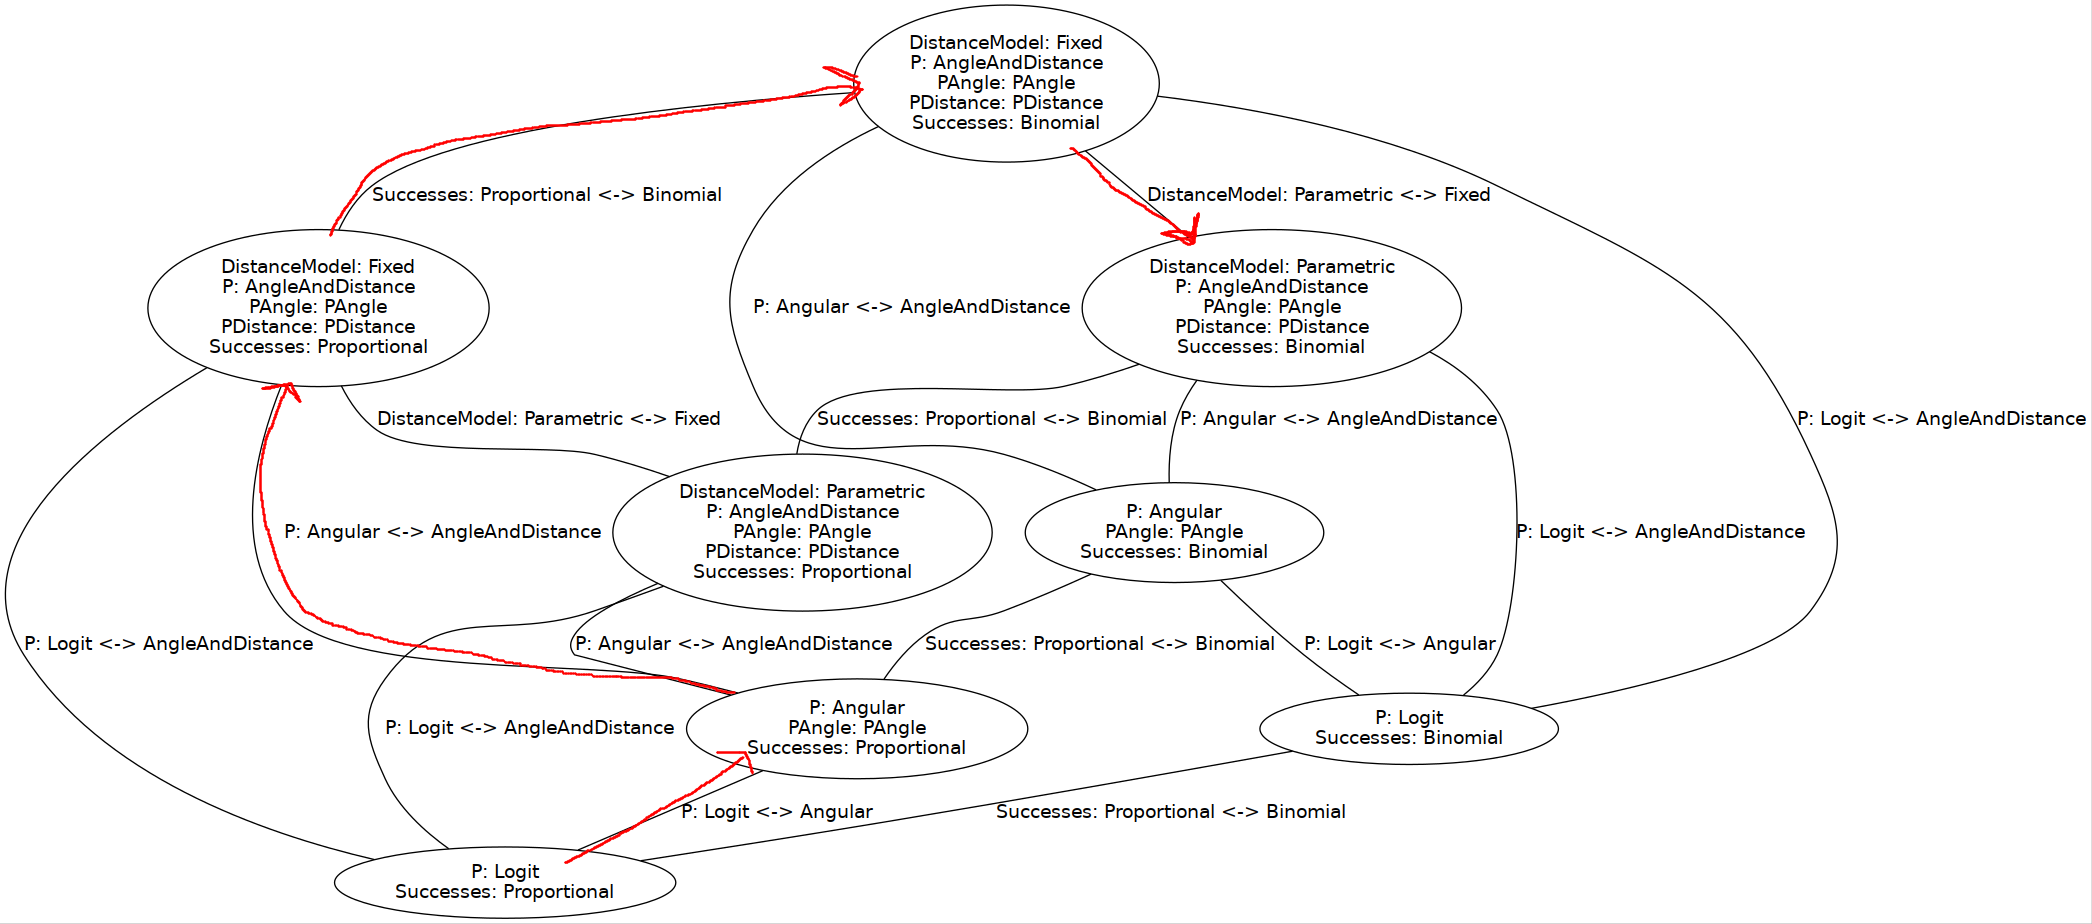 DistanceModel: Fixed
P: AngleAndDistance
PAngle: PAngle
PDistance: PDistance
Successes: Binomial
Successes: Proportional <-> Binomial
DistanceModel: Parametric <-> Fixed
DistanceModel: Fixed
P: AngleAndDistance
PAngle: PAngle
PDistance: PDistance
Successes: Proportional
P: Angular <-> AngleAndDistance
DistanceModel: Parametric
P: AngleAndDistance
PAngle: PAngle
PDistance: PDistance
Successes: Binomial
DistanceModel: Parametric <-> Fixed
Successes: Proportional <-> Binomial
P: Angular <-> AngleAndDistance
P: Logit <-> AngleAndDistance
P: Angular <-> AngleAndDistance
DistanceModel: Parametric
P: AngleAndDistance
PAngle: PAngle
PDistance: PDistance
Successes: Proportional
P: Angular
PAngle: PAngle
Successes: Binomial
P: Logit <-> AngleAndDistance
P: Logit <-> AngleAndDistance
P: Angular <-> AngleAndDistance
Successes: Proportional <-> Binomial
P: Logit <-> Angular
P: Logit <-> AngleAndDistance
P: Angular
PAngle: PAngle
Successes: Proportional
P: Logit
Successes: Binomial
P: Logit <-> Angular
Successes: Proportional <-> Binomial
P: Logit
Successes: Proportional